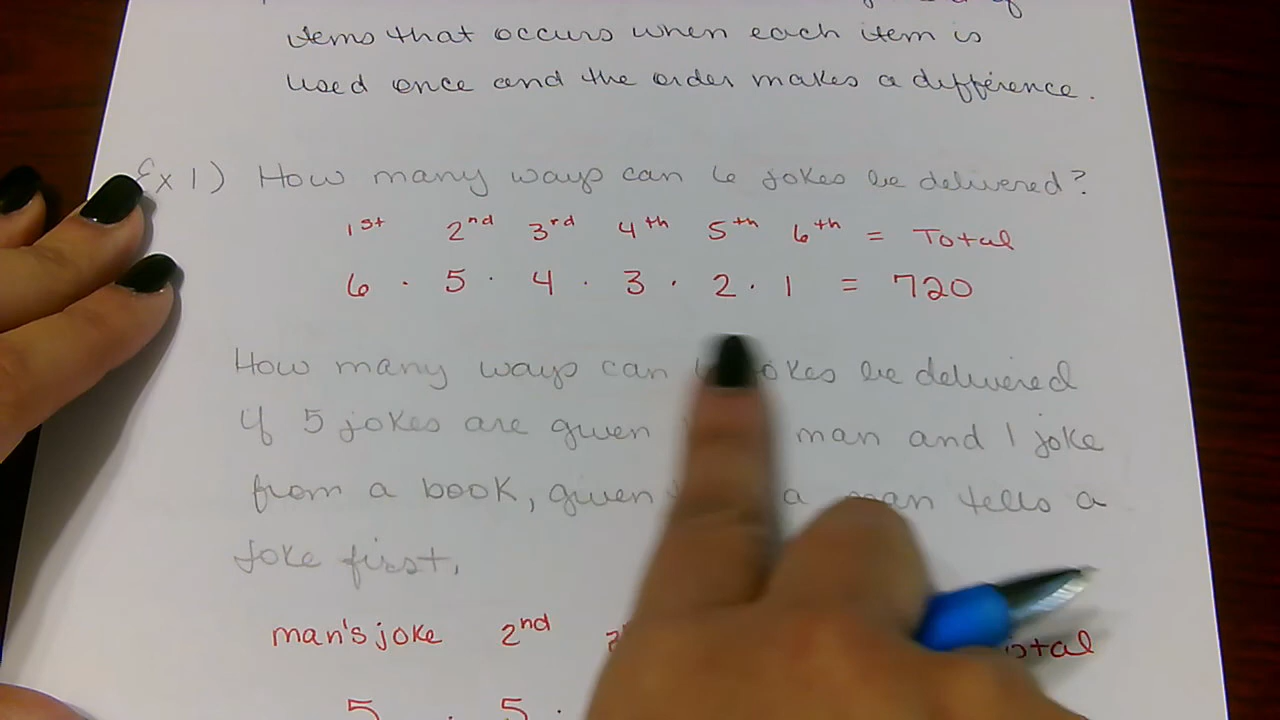 items that occurs when each item is
used once and the order makes a difference.
Ex 1) How many ways can 6 jokes be delivered?
1st 2nd 3rd 4th 5th 6th = Total
6 . 5 . 4 . 3 . 2 . 1 = 720
How many ways can jokes be delivered
if 5 jokes are given man and 1 joke
from a book, given a man tells a
joke first.
man's joke 2nd
5 . 5 .